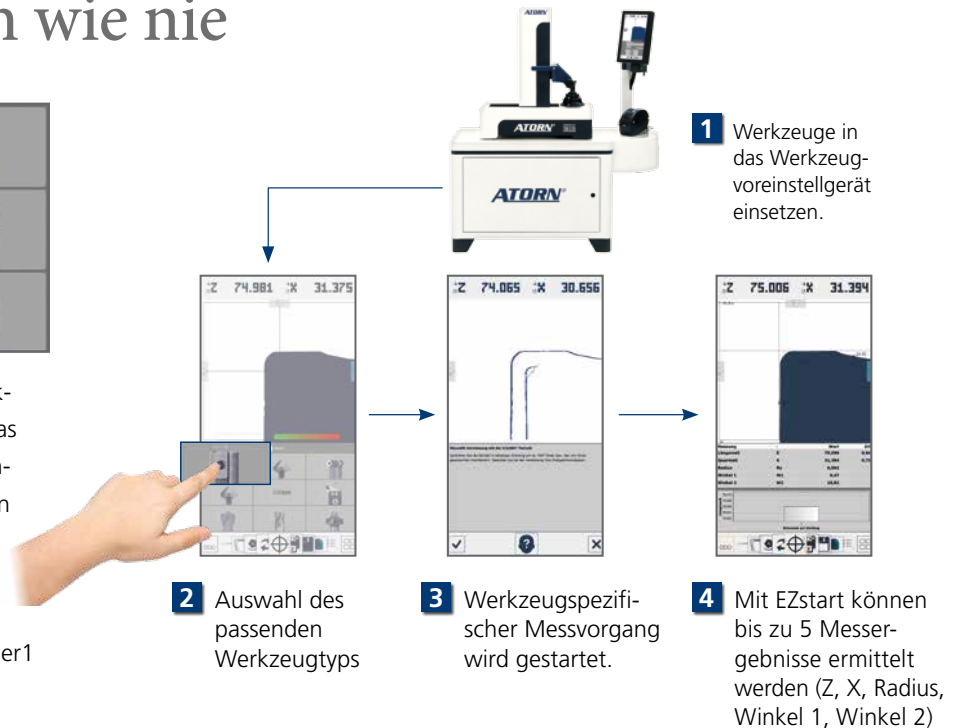 n wie nie
ATORN
ATORN
ATORN®
1 Werkzeuge in
das Werkzeug-
voreinstellgerät
einsetzen.
Z 74.981 X 31.375
Z 74.065 X 30.656
Z 75.006 X 31.394
k-
as
n
er1
2 Auswahl des
passenden
Werkzeugtyps
3 Werkzeugspezifi-
scher Messvorgang
wird gestartet.
4 Mit EZstart können
bis zu 5 Messer-
gebnisse ermittelt
werden (Z, X, Radius,
Winkel 1, Winkel 2)